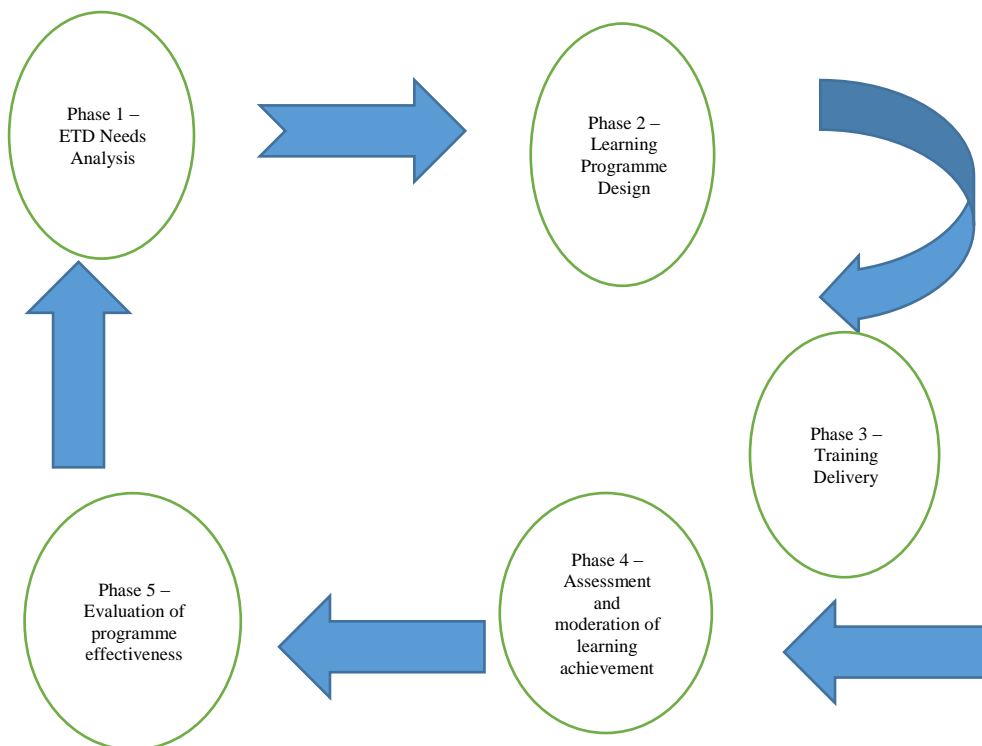 Phase 1 –
ETD Needs
Analysis
Phase 2 –
Learning
Programme
Design
Phase 3 –
Training
Delivery
Phase 4 –
Assessment
and
moderation of
learning
achievement
Phase 5 –
Evaluation of
programme
effectiveness